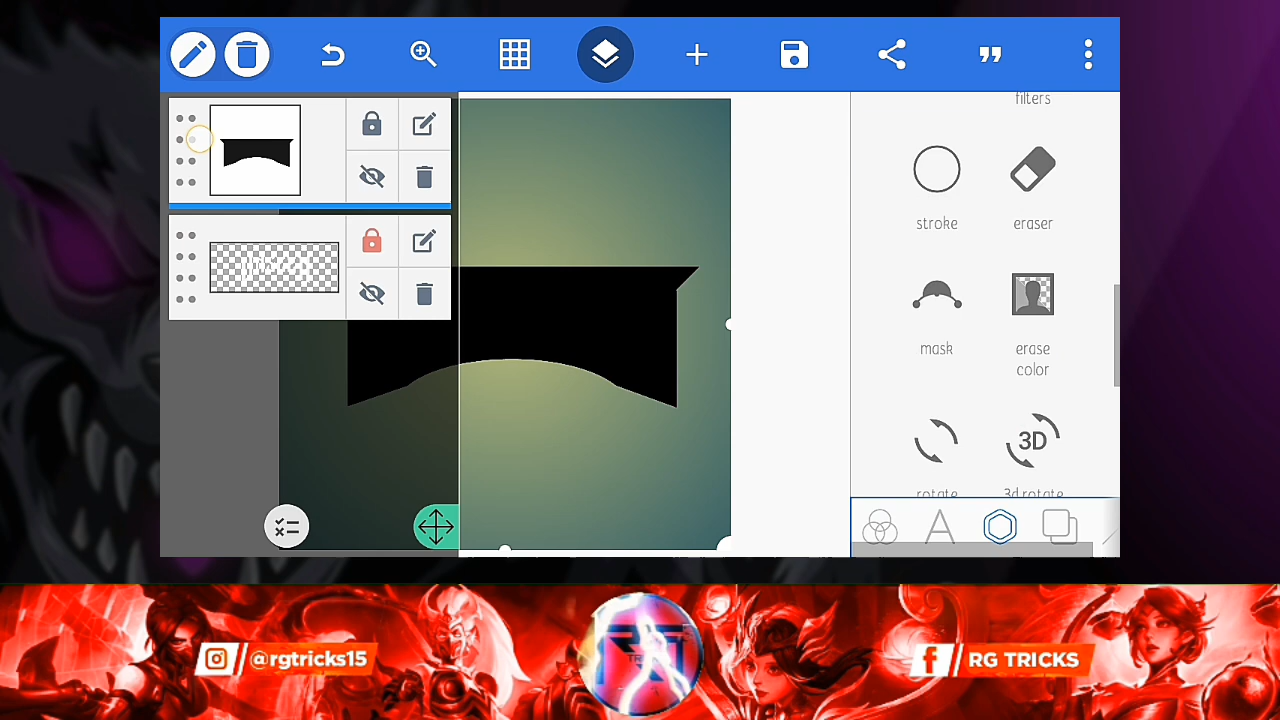 filters
stroke
eraser
mask
erase
color
rotate
3D
3d rotate
A
@rgtricks15
RG TRICKS